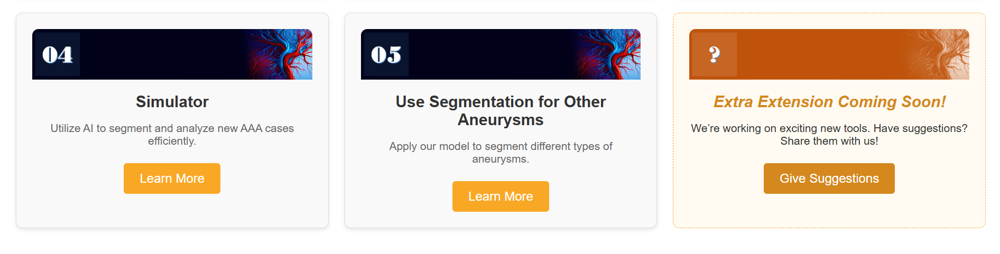 04
Simulator
Utilize AI to segment and analyze new AAA cases
efficiently.
Learn More
05
Use Segmentation for Other
Aneurysms
Apply our model to segment different types of
aneurysms.
Learn More
?
Extra Extension Coming Soon!
We’re working on exciting new tools. Have suggestions?
Share them with us!
Give Suggestions